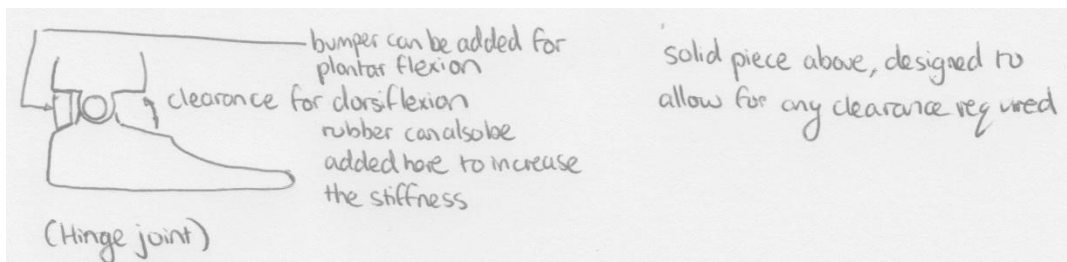 bumper can be added for
plantar flexion
clearance for dorsiflexion
rubber can also be
added here to increase
the stiffness
(Hinge joint)
solid piece above, designed to
allow for any clearance required